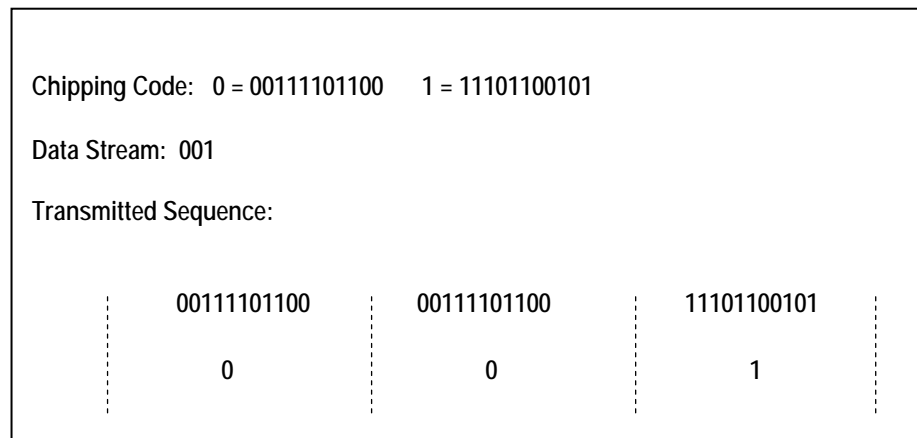 Chipping Code: 0 = 00111101100 1 = 11101100101
Data Stream: 001
Transmitted Sequence:
00111101100 00111101100 11101100101
0 0 1